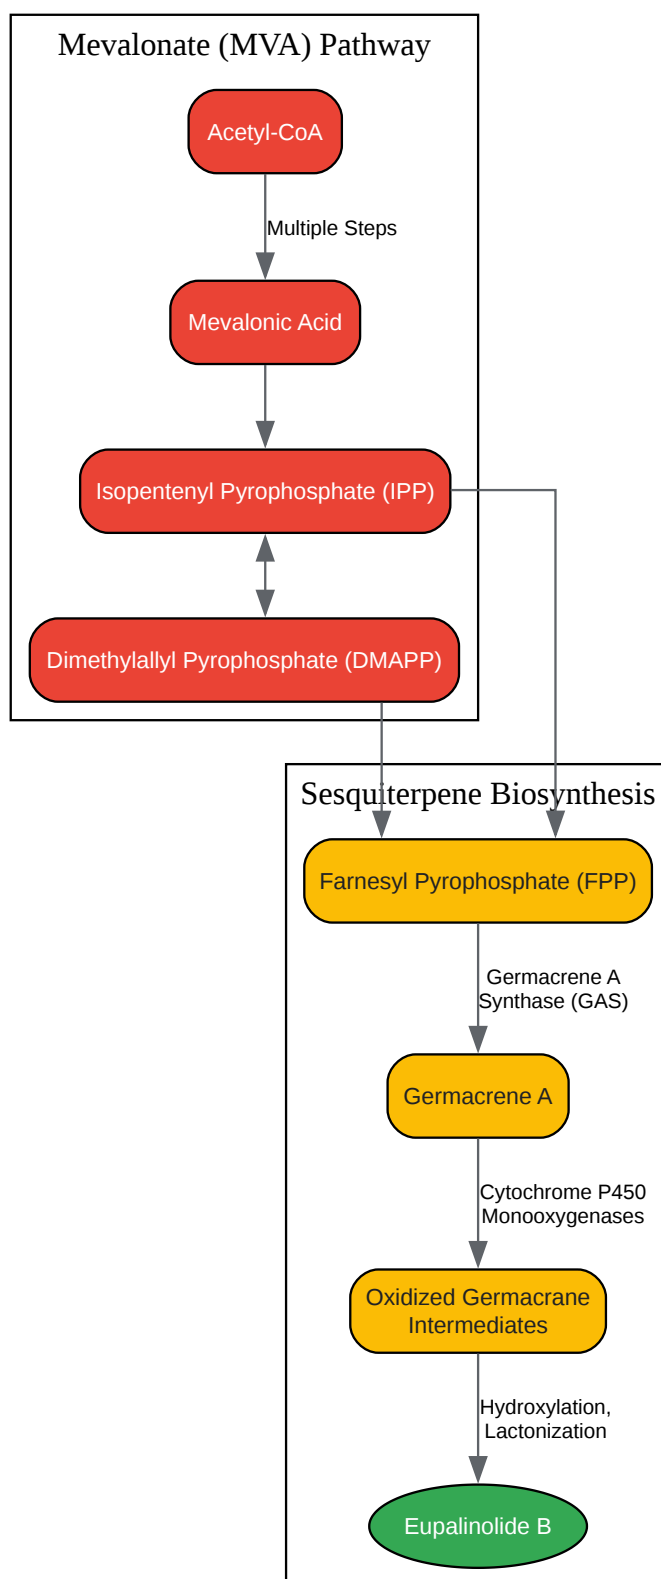 Mevalonate (MVA) Pathway
Acetyl-CoA
Multiple Steps
Mevalonic Acid
Isopentenyl Pyrophosphate (IPP)
Dimethylallyl Pyrophosphate (DMAPP)
Sesquiterpene Biosynthesis
Farnesyl Pyrophosphate (FPP)
Germacrene A
Synthase (GAS)
Germacrene A
Cytochrome P450
Monooxygenases
Oxidized Germacrane
Intermediates
Hydroxylation,
Lactonization
Eupalinolide B